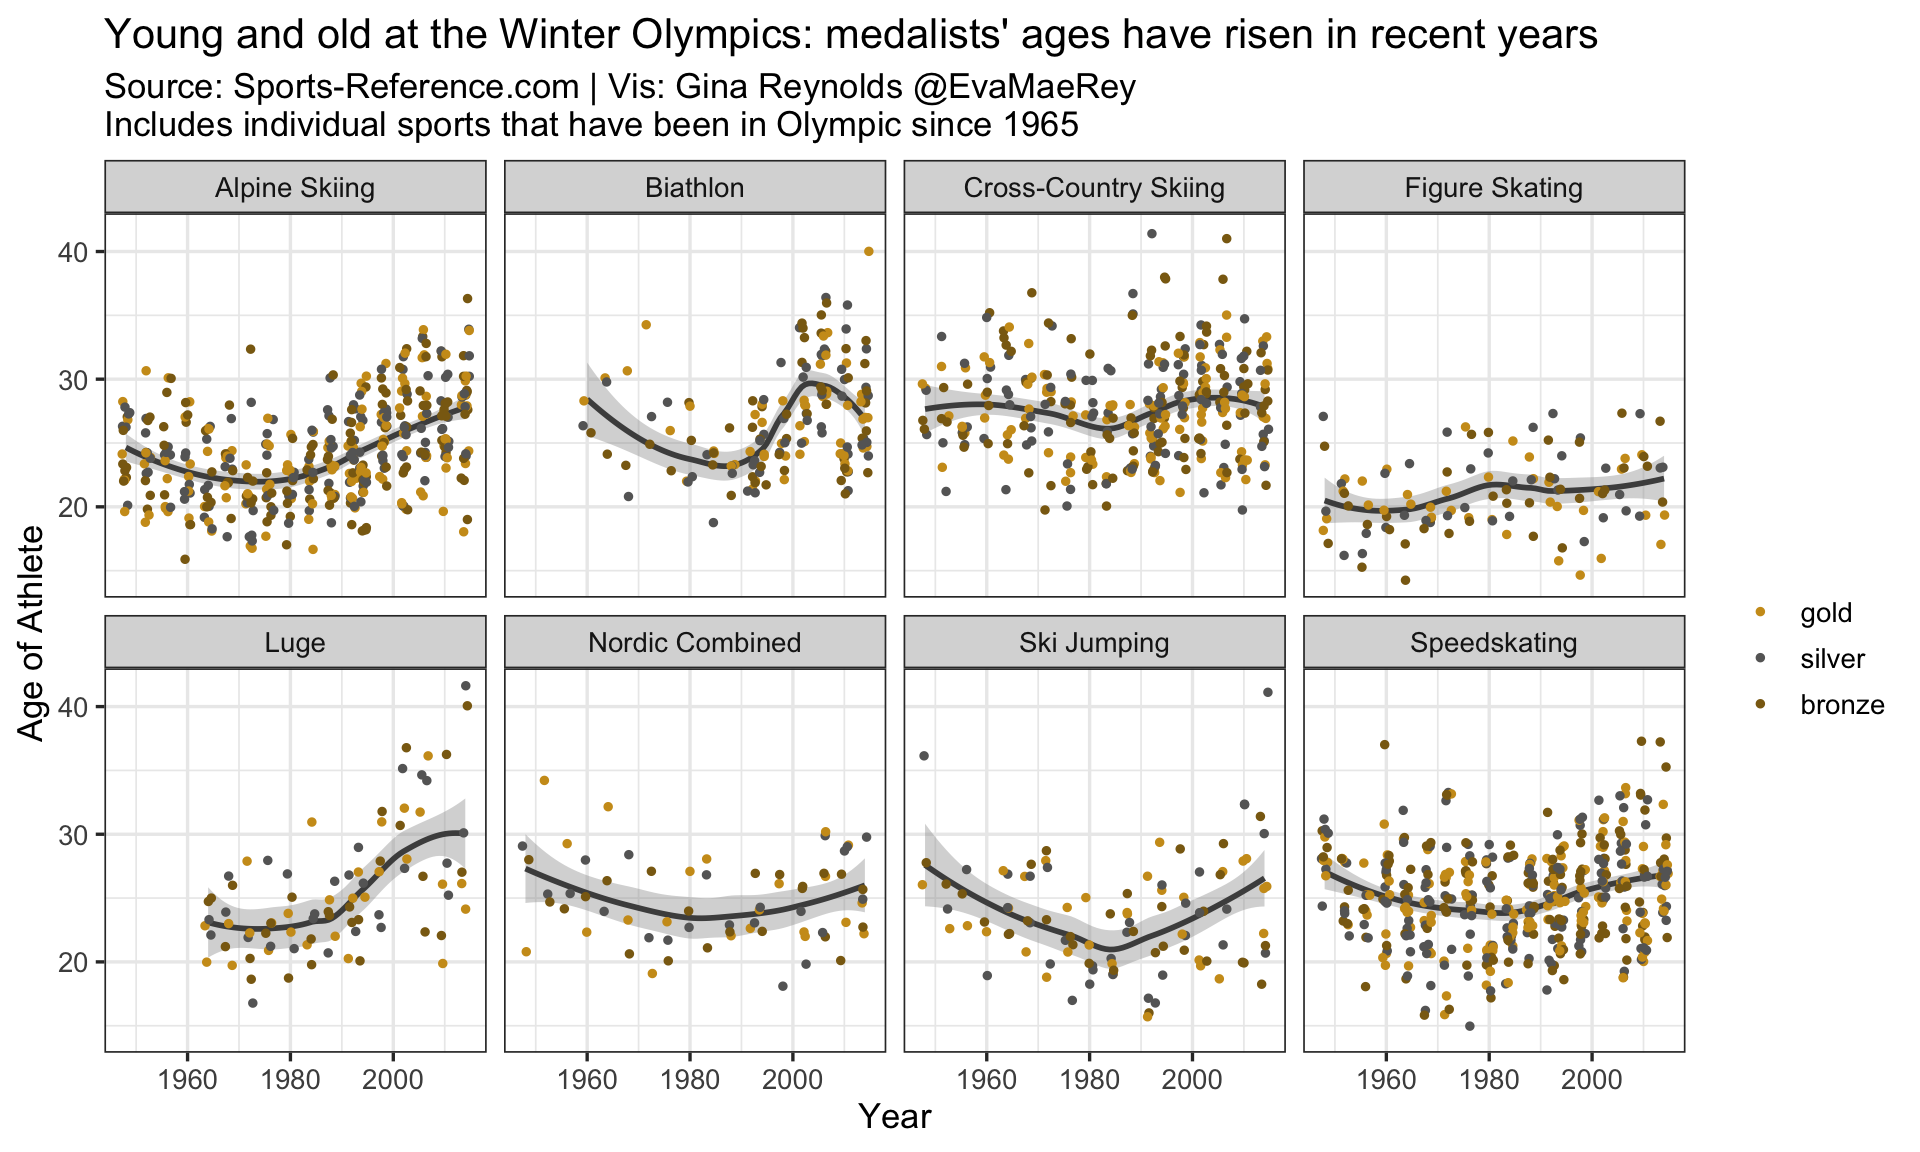 Young and old at the Winter Olympics: medalists' ages have risen in recent years
Source: Sports-Reference.com | Vis: Gina Reynolds @EvaMaeRey
Includes individual sports that have been in Olympic since 1965
Alpine Skiing
Biathlon
Cross-Country Skiing
Figure Skating
40
30
20
Luge
Nordic Combined
Ski Jumping
Speedskating
40
30
20
1960 1980 2000
1960 1980 2000
1960 1980 2000
1960 1980 2000
Year
Age of Athlete
gold
silver
bronze